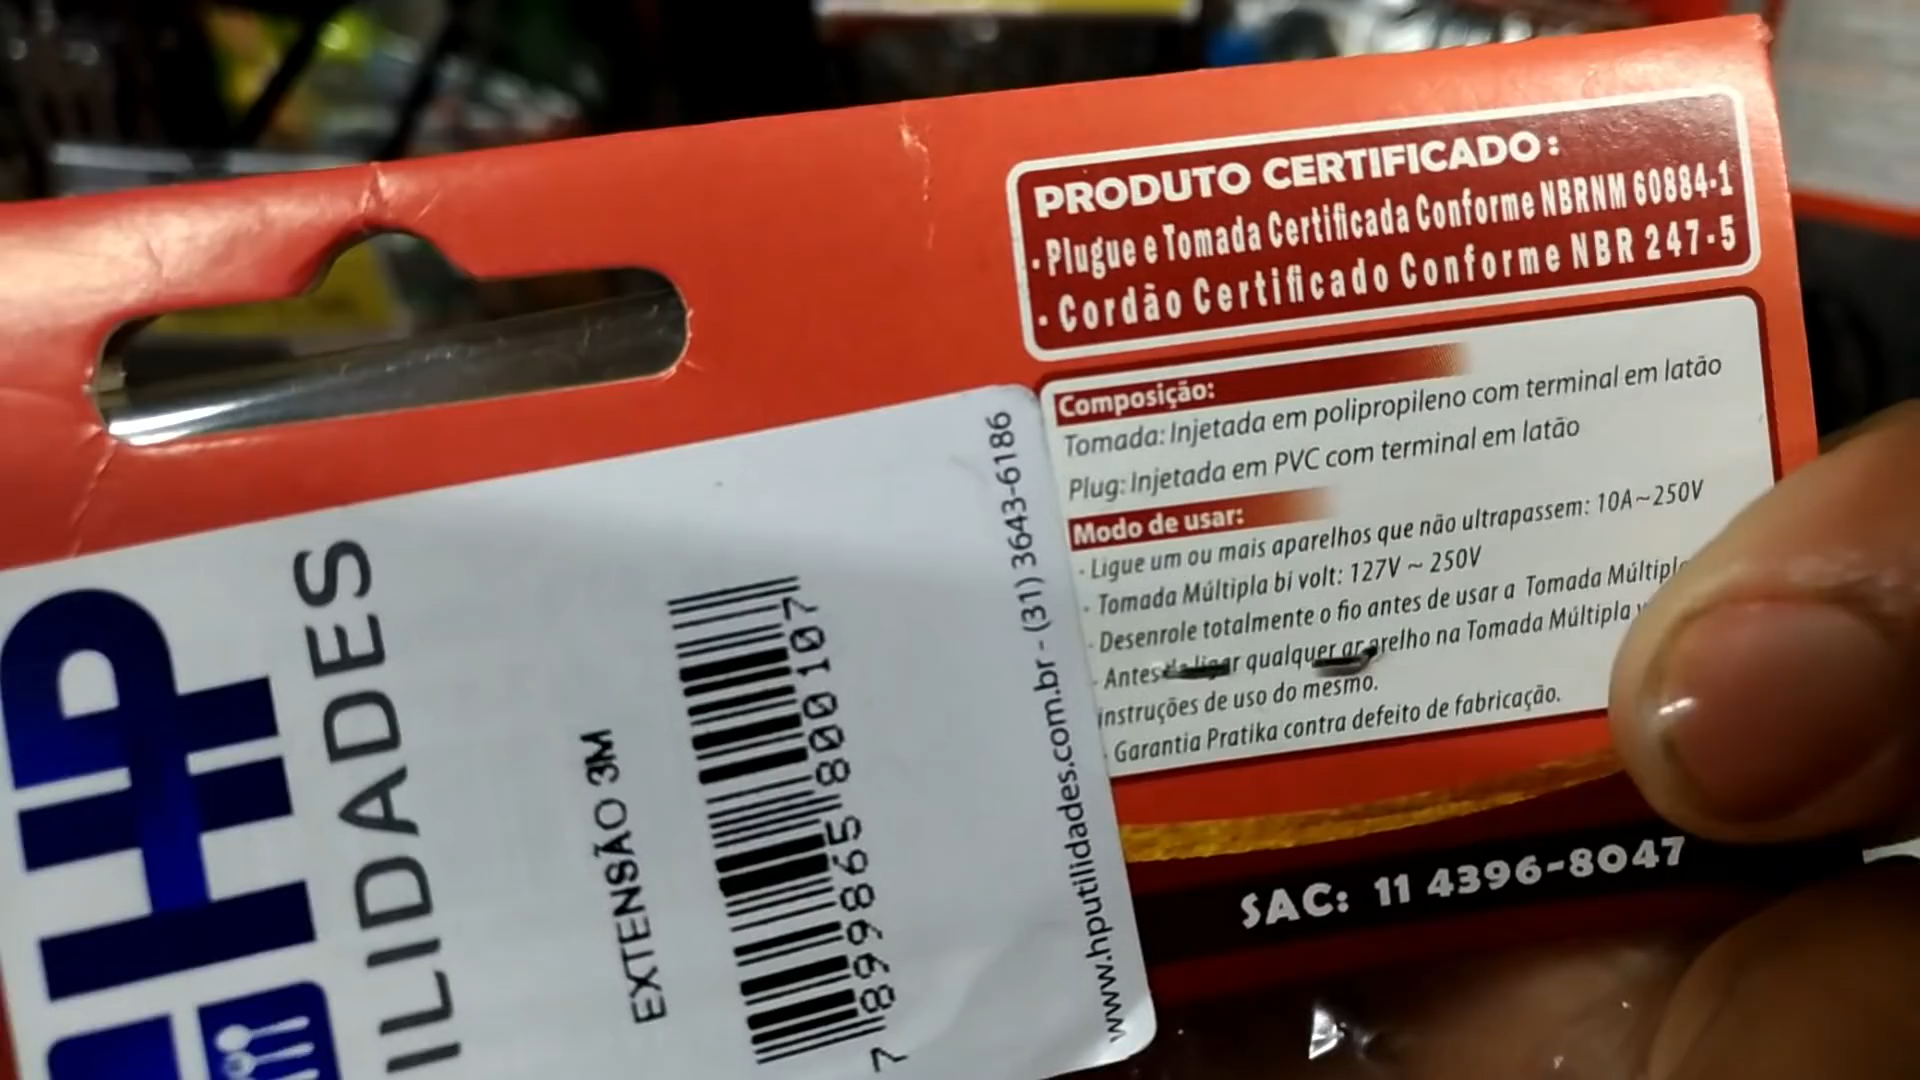 PRODUTO CERTIFICADO:
· Plugue e Tomada Certificada Conforme NBRNM 60884-1
· Cordão Certificado Conforme NBR 247-5
Composição:
Tomada: Injetada em polipropileno com terminal em latão
Plug: Injetada em PVC com terminal em latão
Modo de usar:
· Ligue um ou mais aparelhos que não ultrapassem: 10A~250V
· Tomada Múltipla bi volt: 127V ~ 250V
· Desenrole totalmente o fio antes de usar a Tomada
· Antes qualquer na Tomada Múltipla
instruções de uso do mesmo.
· Garantia Pratika contra defeito de fabricação.
SAC: 11 4396-8047
HP
ILIDADES
EXTENSÃO 3M
7 899865 800107
www.hputilidades.com.br - (31) 3643-6186